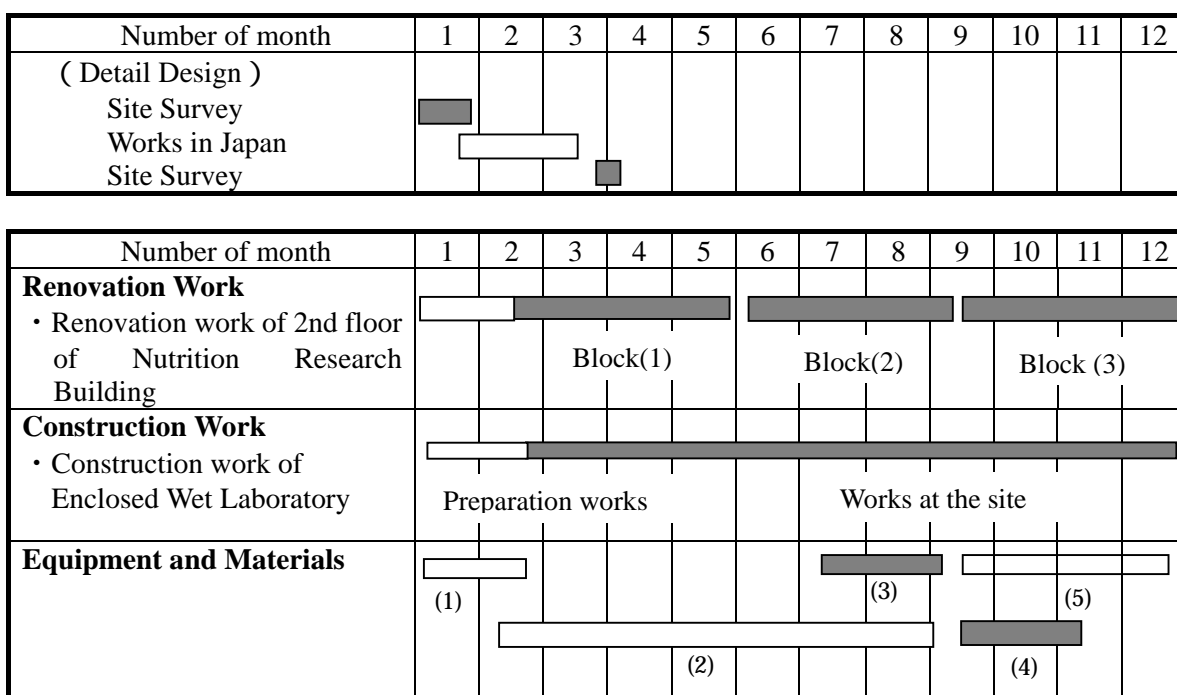 Number of month 1 2 3 4 5 6 7 8 9 10 11 12
( Detail Design )
Site Survey
Works in Japan
Site Survey
Number of month 1 2 3 4 5 6 7 8 9 10 11 12
Renovation Work
・Renovation work of 2nd floor
of Nutrition Research
Building
Block(1) Block(2) Block (3)
Construction Work
・Construction work of
Enclosed Wet Laboratory
Preparation works Works at the site
Equipment and Materials
(1) (3) (5)
(2) (4)